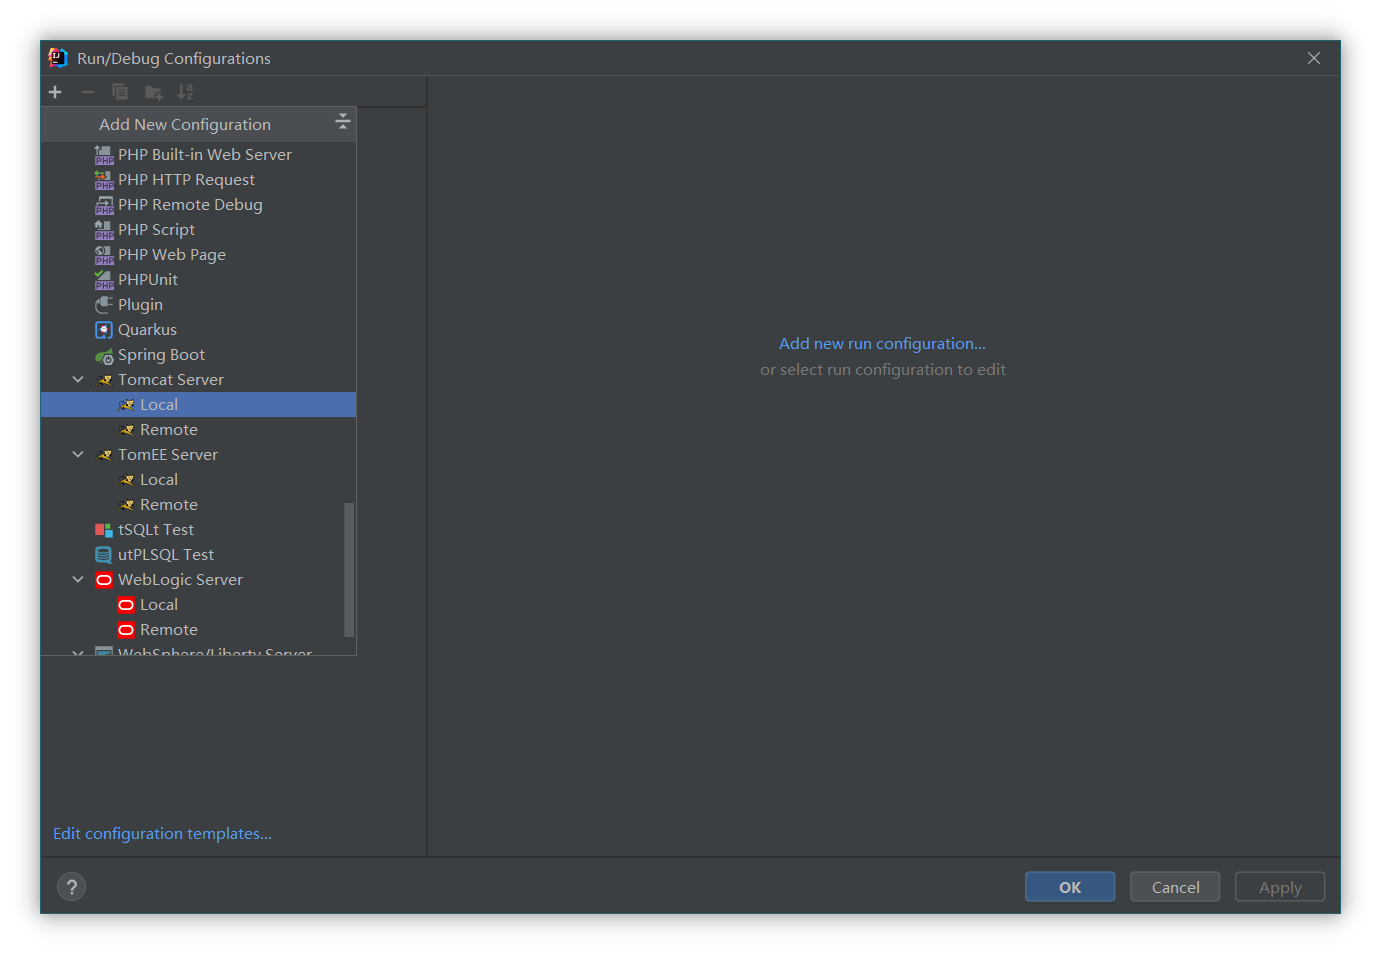 Run/Debug Configurations
Add New Configuration
PHP Built-in Web Server
PHP HTTP Request
PHP Remote Debug
PHP Script
PHP Web Page
PHPUnit
Plugin
Quarkus
Spring Boot
Tomcat Server
Local
Remote
TomEE Server
Local
Remote
tSQLt Test
utPLSQL Test
WebLogic Server
Local
Remote
WebSphere/Liberty Server
Add new run configuration...
or select run configuration to edit
Edit configuration templates...
?
OK
Cancel
Apply